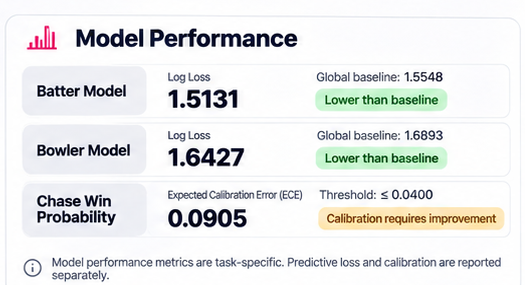 Model Performance
Batter Model
Log Loss
1.5131
Global baseline: 1.5548
Lower than baseline
Bowler Model
Log Loss
1.6427
Global baseline: 1.6893
Lower than baseline
Chase Win
Probability
Expected Calibration Error (ECE)
0.0905
Threshold: ≤ 0.0400
Calibration requires improvement
Model performance metrics are task-specific. Predictive loss and calibration are reported
separately.